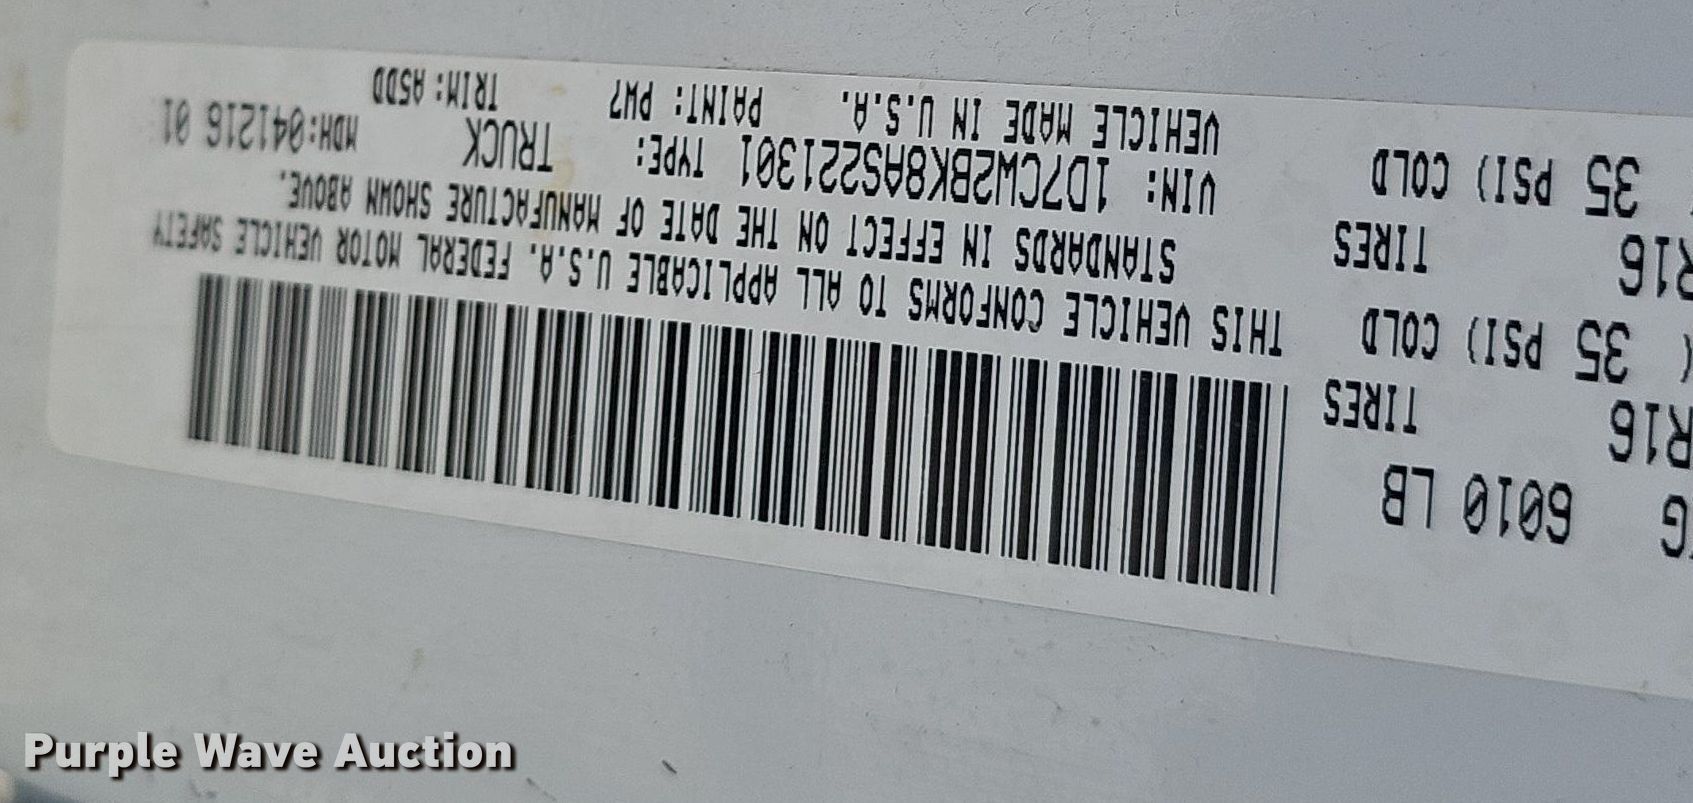 G 6010 LB
R16 TIRES
35 PSI) COLD
R16 TIRES
35 PSI) COLD
THIS VEHICLE CONFORMS TO ALL APPLICABLE U.S.A. FEDERAL MOTOR VEHICLE SAFETY
STANDARDS IN EFFECT ON THE DATE OF MANUFACTURE SHOWN ABOVE.
VIN: 1D7CW2BK8AS221301 TYPE: TRUCK MDH:041216 01
VEHICLE MADE IN U.S.A. PAINT: PW7 TRIM: A5DD
Purple Wave Auction